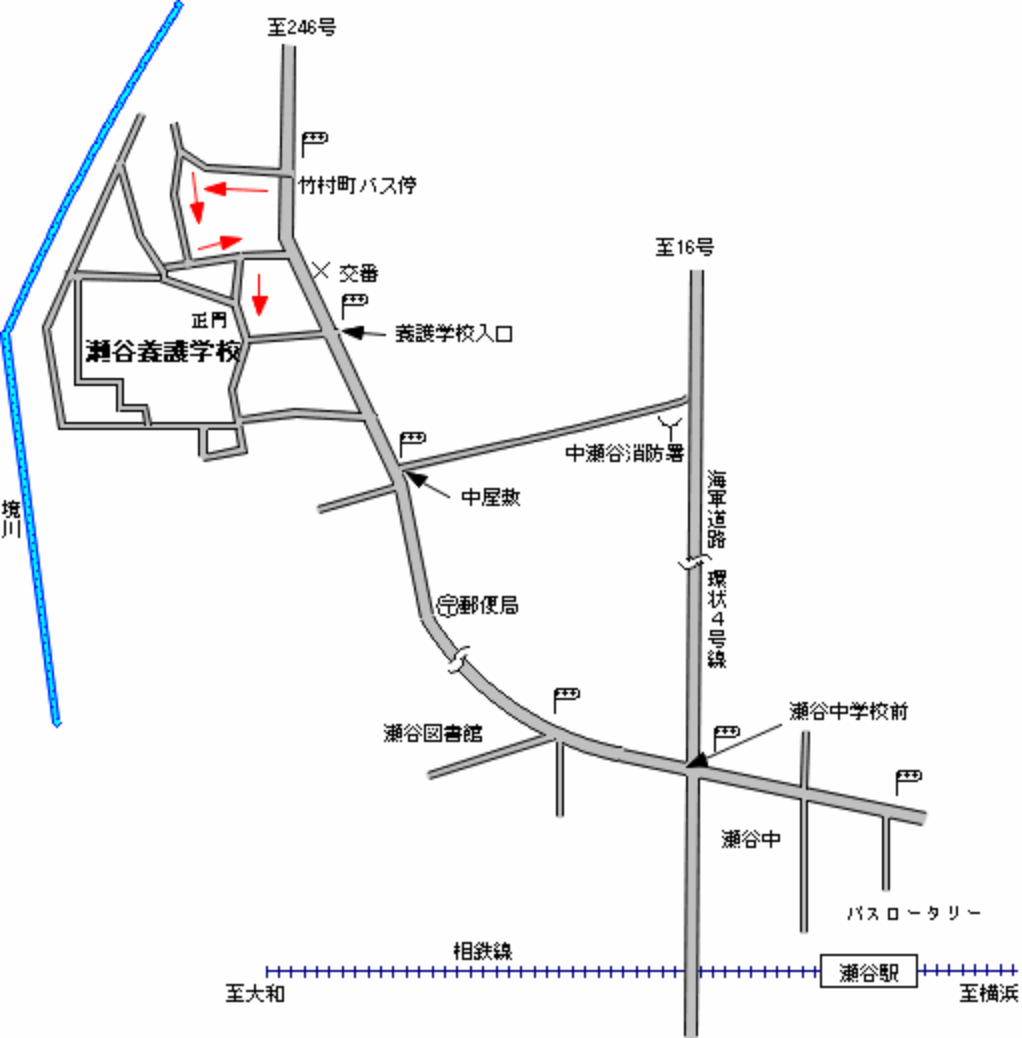 至246号
竹村町バス停
至16号
交番
正門
養護学校入口
瀬谷養護学校
中瀬谷消防署
中屋敷
海軍道路
環状4号線
境川
郵便局
瀬谷中学校前
瀬谷図書館
瀬谷中
バスロータリー
相鉄線
瀬谷駅
至大和
至横浜